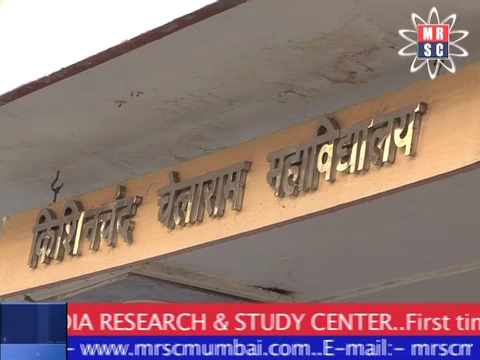 M R
S C
किशिनचंद चेलाराम महाविद्यालय
DIA RESEARCH & STUDY CENTER..First tim
- www.mrscmumbai.com..E-mail:- mrscm